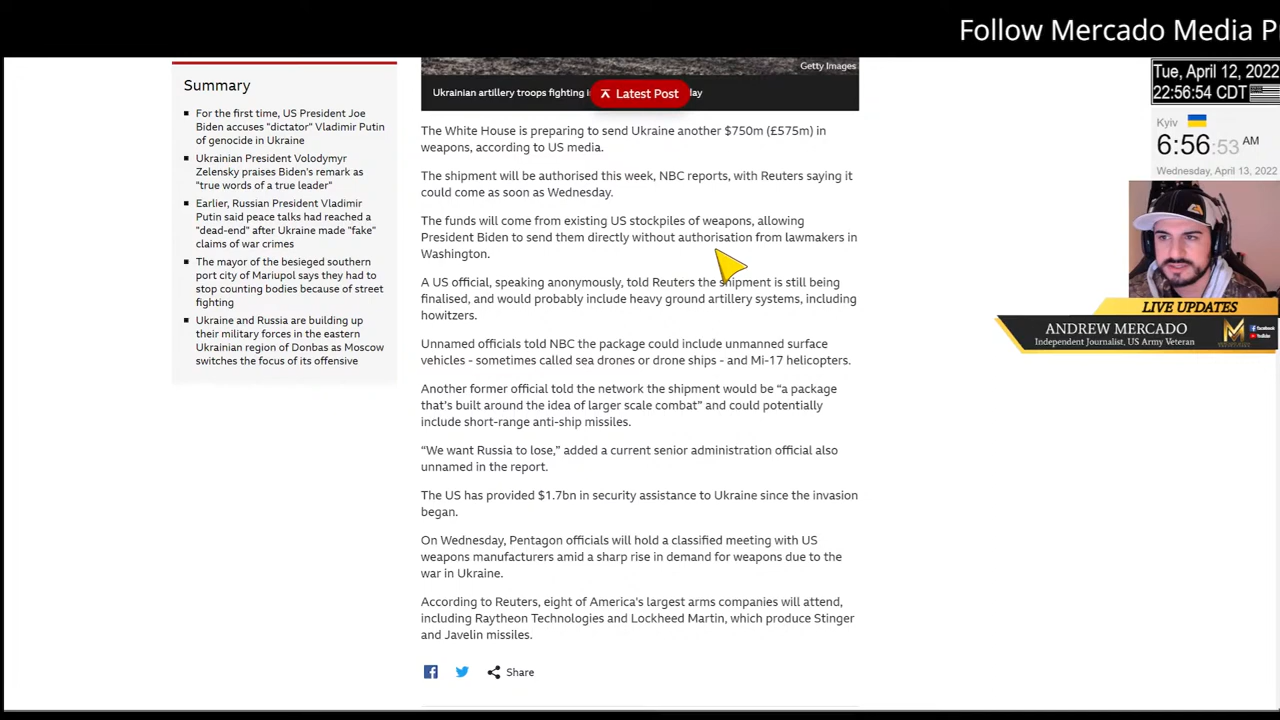 Follow Mercado Media P
Tue, April 12, 2022
22:56:54 CDT
Kyiv
6:56:53 AM
Wednesday, April 13, 2022
LIVE UPDATES
ANDREW MERCADO
Independent Journalist, US Army Veteran
facebook
YouTube
Summary
For the first time, US President Joe
Biden accuses "dictator" Vladimir Putin
of genocide in Ukraine
Ukrainian President Volodymyr
Zelensky praises Biden's remark as
"true words of a true leader"
Earlier, Russian President Vladimir
Putin said peace talks had reached a
"dead-end" after Ukraine made "fake"
claims of war crimes
The mayor of the besieged southern
port city of Mariupol says they had to
stop counting bodies because of street
fighting
Ukraine and Russia are building up
their military forces in the eastern
Ukrainian region of Donbas as Moscow
switches the focus of its offensive
Getty Images
Ukrainian artillery troops fighting Latest Post day
The White House is preparing to send Ukraine another $750m (£575m) in
weapons, according to US media.
The shipment will be authorised this week, NBC reports, with Reuters saying it
could come as soon as Wednesday.
The funds will come from existing US stockpiles of weapons, allowing
President Biden to send them directly without authorisation from lawmakers in
Washington.
A US official, speaking anonymously, told Reuters the shipment is still being
finalised, and would probably include heavy ground artillery systems, including
howitzers.
Unnamed officials told NBC the package could include unmanned surface
vehicles - sometimes called sea drones or drone ships - and Mi-17 helicopters.
Another former official told the network the shipment would be “a package
that’s built around the idea of larger scale combat” and could potentially
include short-range anti-ship missiles.
“We want Russia to lose,” added a current senior administration official also
unnamed in the report.
The US has provided $1.7bn in security assistance to Ukraine since the invasion
began.
On Wednesday, Pentagon officials will hold a classified meeting with US
weapons manufacturers amid a sharp rise in demand for weapons due to the
war in Ukraine.
According to Reuters, eight of America's largest arms companies will attend,
including Raytheon Technologies and Lockheed Martin, which produce Stinger
and Javelin missiles.
Share